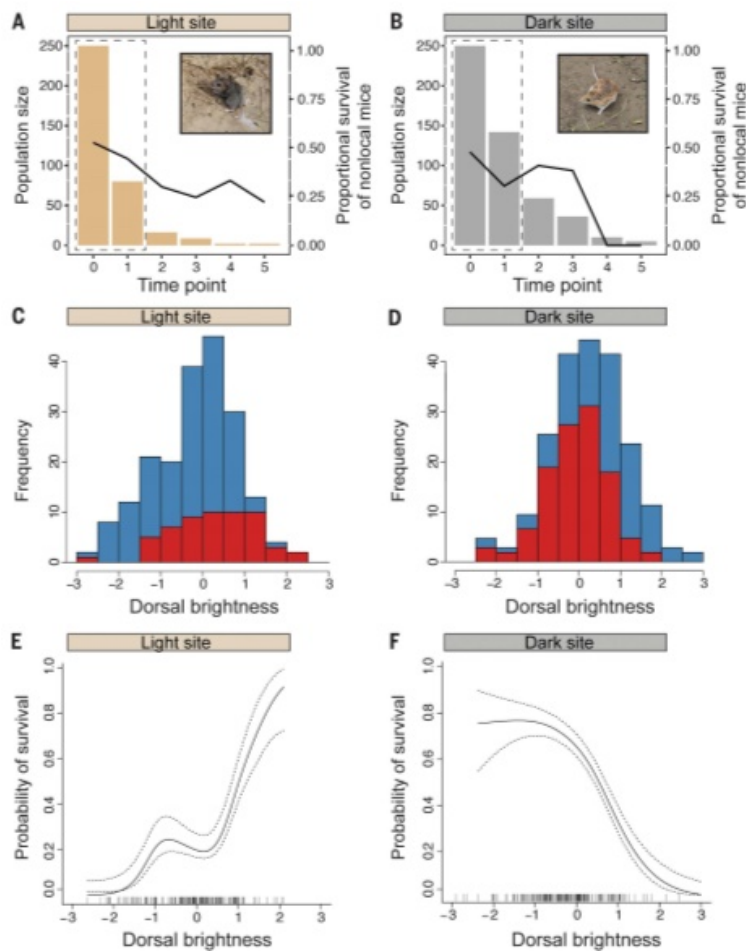 A
Light site
Population size
250
200
150
100
50
0
1.00
0.75
0.50
0.25
0.00
Proportional survival
of nonlocal mice
0 1 2 3 4 5
Time point
B
Dark site
Population size
250
200
150
100
50
0
1.00
0.75
0.50
0.25
0.00
Proportional survival
of nonlocal mice
0 1 2 3 4 5
Time point
C
Light site
Frequency
40
30
20
10
0
−3 −2 −1 0 1 2 3
Dorsal brightness
D
Dark site
Frequency
40
30
20
10
0
−3 −2 −1 0 1 2 3
Dorsal brightness
E
Light site
Probability of survival
1.0
0.8
0.6
0.4
0.2
0.0
−3 −2 −1 0 1 2 3
Dorsal brightness
F
Dark site
Probability of survival
1.0
0.8
0.6
0.4
0.2
0.0
−3 −2 −1 0 1 2 3
Dorsal brightness